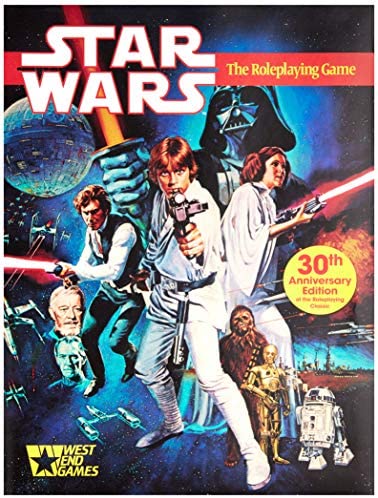 STAR
WARS
The Roleplaying Game
30th
Anniversary
Edition
of the Roleplaying
Classic
WEST
END
GAMES